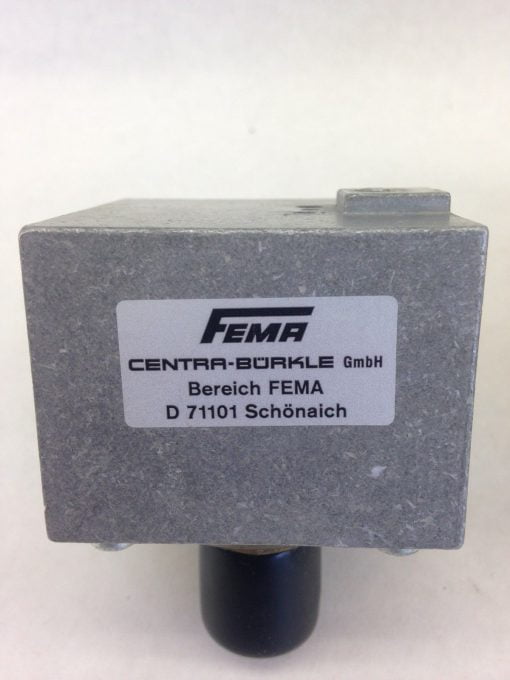 FEMA
CENTRA-BÜRKLE GmbH
Bereich FEMA
D 71101 Schönaich